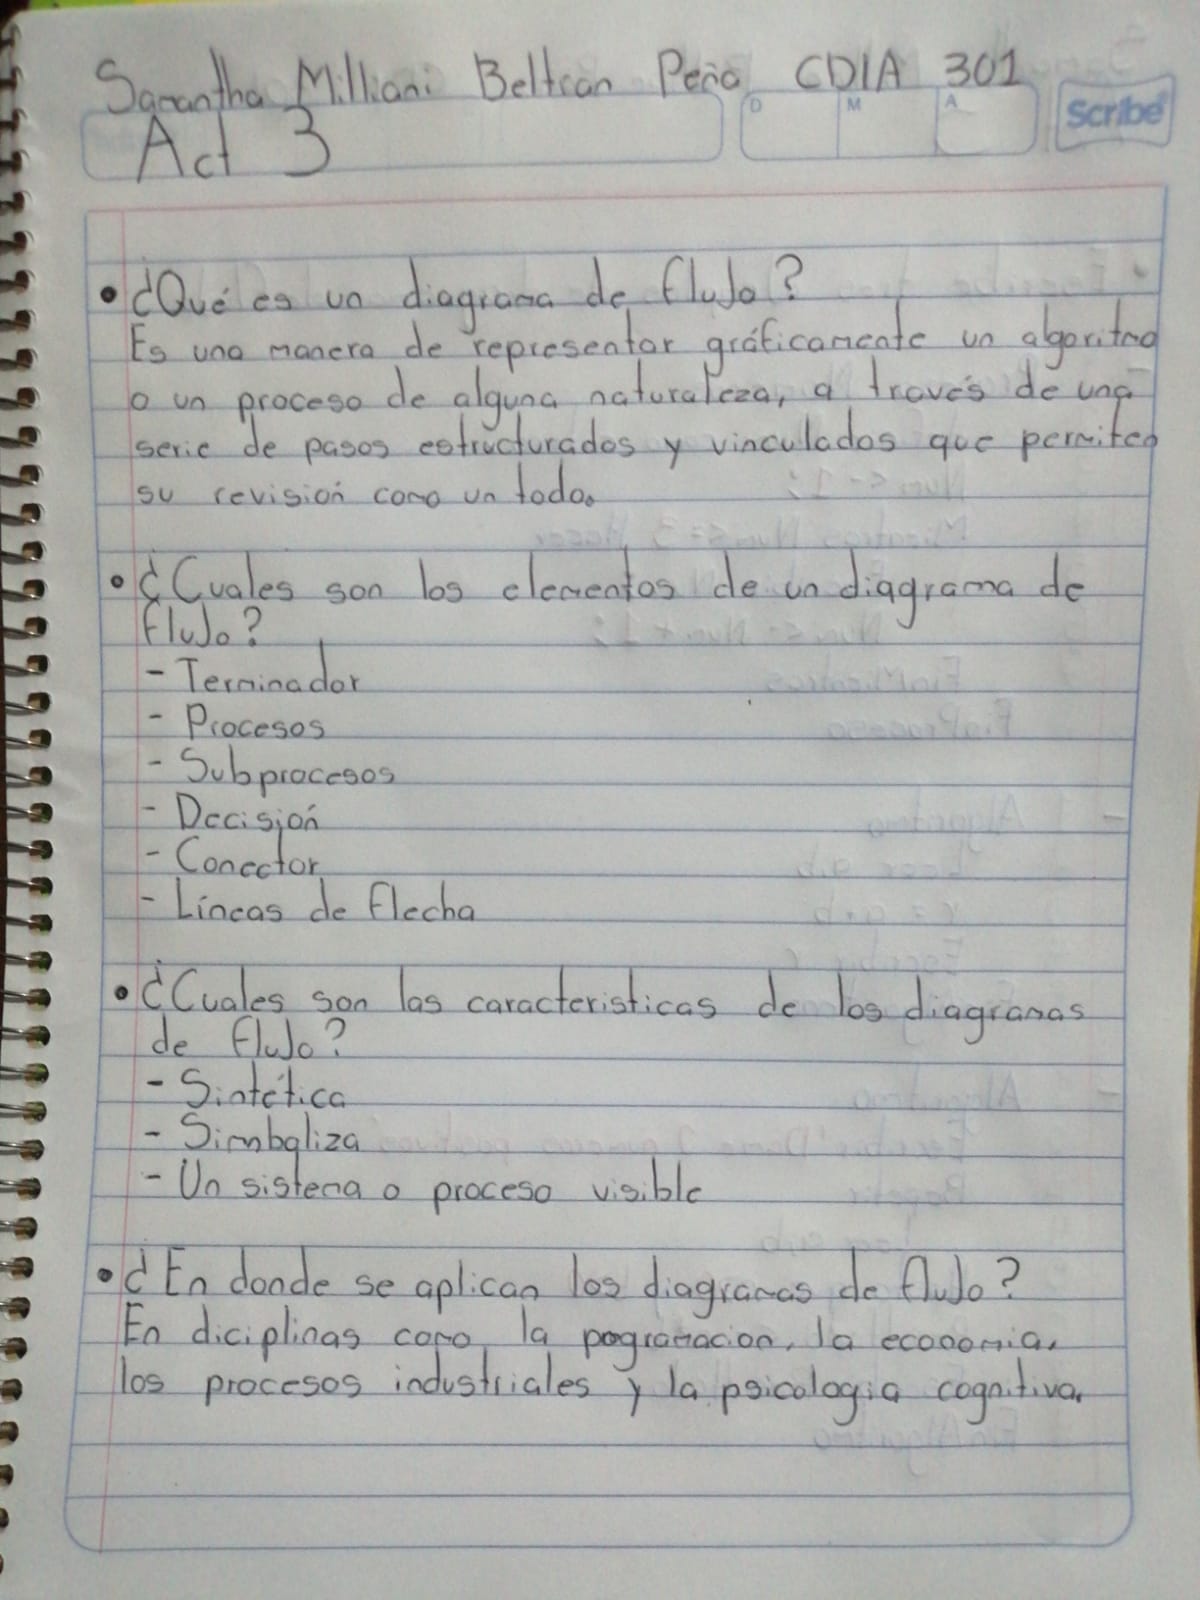 Samantha Milliani Beltran Peña CDIA 301
Act 3
D M A
Scribe
• ¿Qué es un diagrama de flujo?
Es una manera de representar gráficamente un algoritmo
o un proceso de alguna naturaleza, a través de una
serie de pasos estructurados y vinculados que permiten
su revisión como un todo.
• ¿Cuales son los elementos de un diagrama de
flujo?
- Terminador
- Procesos
- Subprocesos
- Decisión
- Conector
- Líneas de flecha
• ¿Cuales son las caracteristicas de los diagramas
de flujo?
- Sintética
- Simboliza
- Un sistema o proceso visible
• ¿En donde se aplican los diagramas de flujo?
En diciplinas como la pogramacion, la economia,
los procesos industriales y la psicologia cognitiva.